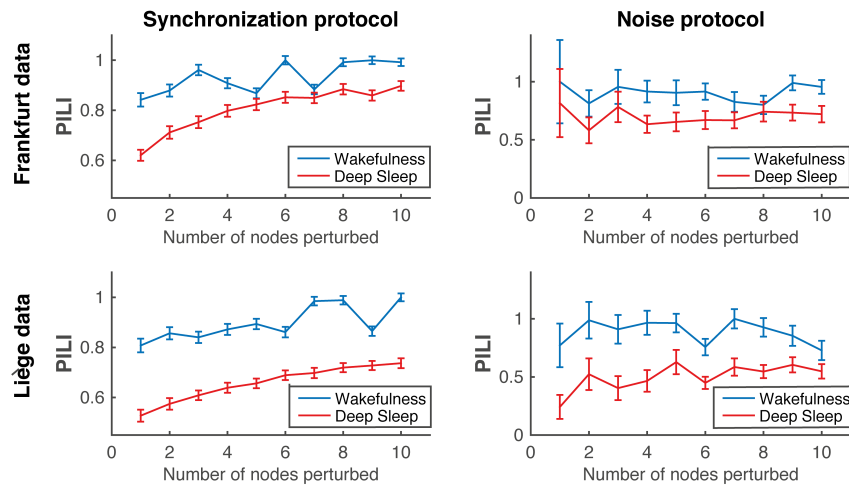 Synchronization protocol
Noise protocol
Frankfurt data
PILI
1
0.8
0.6
0
2
4
6
8
10
Number of nodes perturbed
Wakefulness
Deep Sleep
PILI
1
0.5
0
0
2
4
6
8
10
Number of nodes perturbed
Wakefulness
Deep Sleep
Liège data
PILI
1
0.8
0.6
0
2
4
6
8
10
Number of nodes perturbed
Wakefulness
Deep Sleep
PILI
1
0.5
0
0
2
4
6
8
10
Number of nodes perturbed
Wakefulness
Deep Sleep